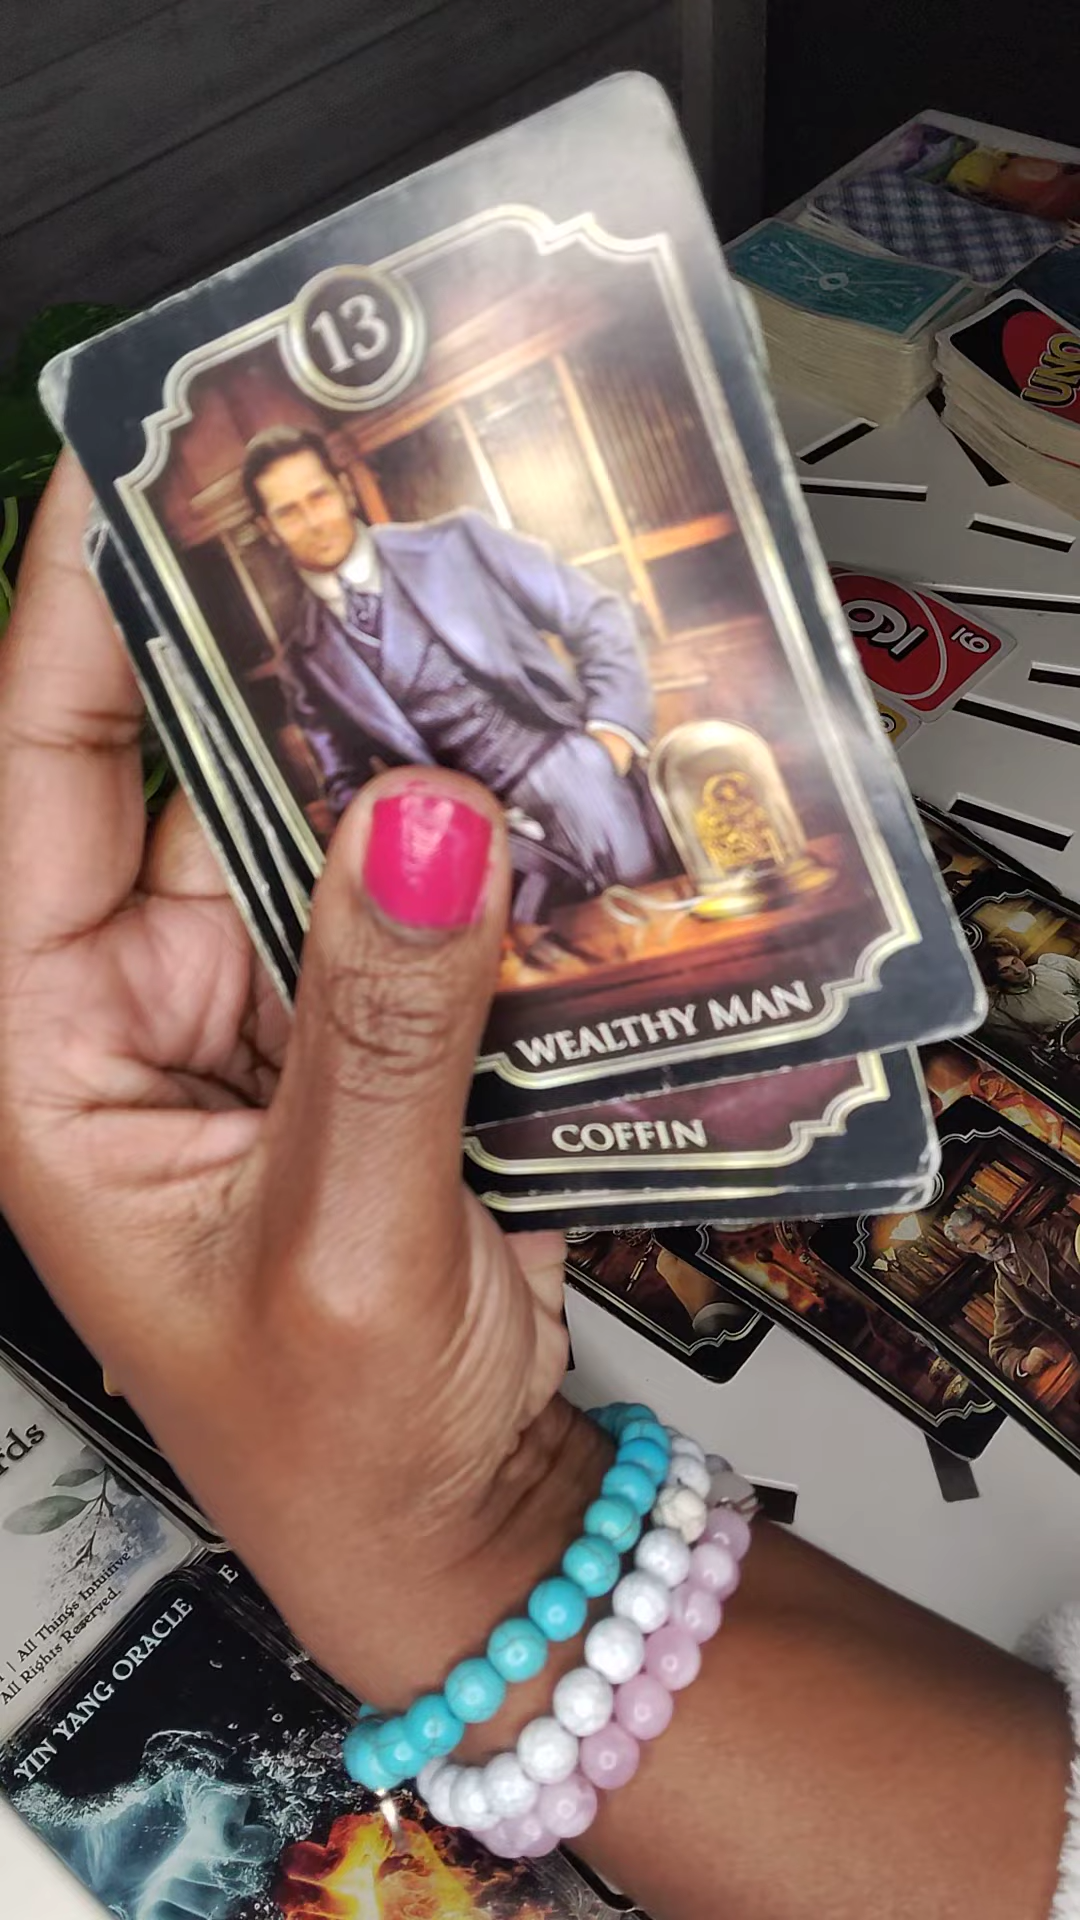 13
WEALTHY MAN
COFFIN
UNO
rds
All Things Intuitive
All Rights Reserved.
YIN YANG ORACLE